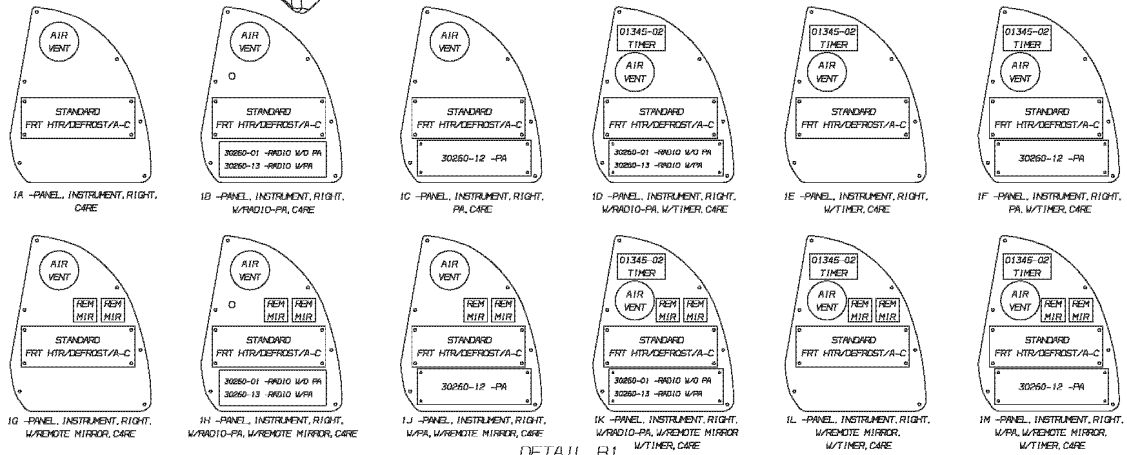 AIR
VENT
STANDARD
FRT HTR/DEFROST/A-C
1A -PANEL, INSTRUMENT, RIGHT,
C4RE
AIR
VENT
STANDARD
FRT HTR/DEFROST/A-C
30260-01 -RADIO W/O PA
30260-13 -RADIO W/PA
1B -PANEL, INSTRUMENT, RIGHT,
W/RADIO-PA, C4RE
AIR
VENT
STANDARD
FRT HTR/DEFROST/A-C
30260-12 -PA
1C -PANEL, INSTRUMENT, RIGHT,
PA, C4RE
01345-02
TIMER
AIR
VENT
STANDARD
FRT HTR/DEFROST/A-C
30260-01 -RADIO W/O PA
30260-13 -RADIO W/PA
1D -PANEL, INSTRUMENT, RIGHT,
W/RADIO-PA, W/TIMER, C4RE
01345-02
TIMER
AIR
VENT
STANDARD
FRT HTR/DEFROST/A-C
1E -PANEL, INSTRUMENT, RIGHT,
W/TIMER, C4RE
01345-02
TIMER
AIR
VENT
STANDARD
FRT HTR/DEFROST/A-C
30260-12 -PA
1F -PANEL, INSTRUMENT, RIGHT,
PA, W/TIMER, C4RE
AIR
VENT
REM REM
MIR MIR
STANDARD
FRT HTR/DEFROST/A-C
1G -PANEL, INSTRUMENT, RIGHT,
W/REMOTE MIRROR, C4RE
AIR
VENT
REM REM
MIR MIR
STANDARD
FRT HTR/DEFROST/A-C
30260-01 -RADIO W/O PA
30260-13 -RADIO W/PA
1H -PANEL, INSTRUMENT, RIGHT,
W/RADIO-PA, W/REMOTE MIRROR, C4RE
AIR
VENT
REM REM
MIR MIR
STANDARD
FRT HTR/DEFROST/A-C
30260-12 -PA
1J -PANEL, INSTRUMENT, RIGHT,
W/PA, W/REMOTE MIRROR, C4RE
01345-02
TIMER
AIR
VENT
REM REM
MIR MIR
STANDARD
FRT HTR/DEFROST/A-C
30260-01 -RADIO W/O PA
30260-13 -RADIO W/PA
1K -PANEL, INSTRUMENT, RIGHT,
W/RADIO-PA, W/REMOTE MIRROR
W/TIMER, C4RE
01345-02
TIMER
AIR
VENT
REM REM
MIR MIR
STANDARD
FRT HTR/DEFROST/A-C
1L -PANEL, INSTRUMENT, RIGHT,
W/REMOTE MIRROR,
W/TIMER, C4RE
01345-02
TIMER
AIR
VENT
REM REM
MIR MIR
STANDARD
FRT HTR/DEFROST/A-C
30260-12 -PA
1M -PANEL, INSTRUMENT, RIGHT,
W/PA, W/REMOTE MIRROR,
W/TIMER, C4RE
DETAIL B1